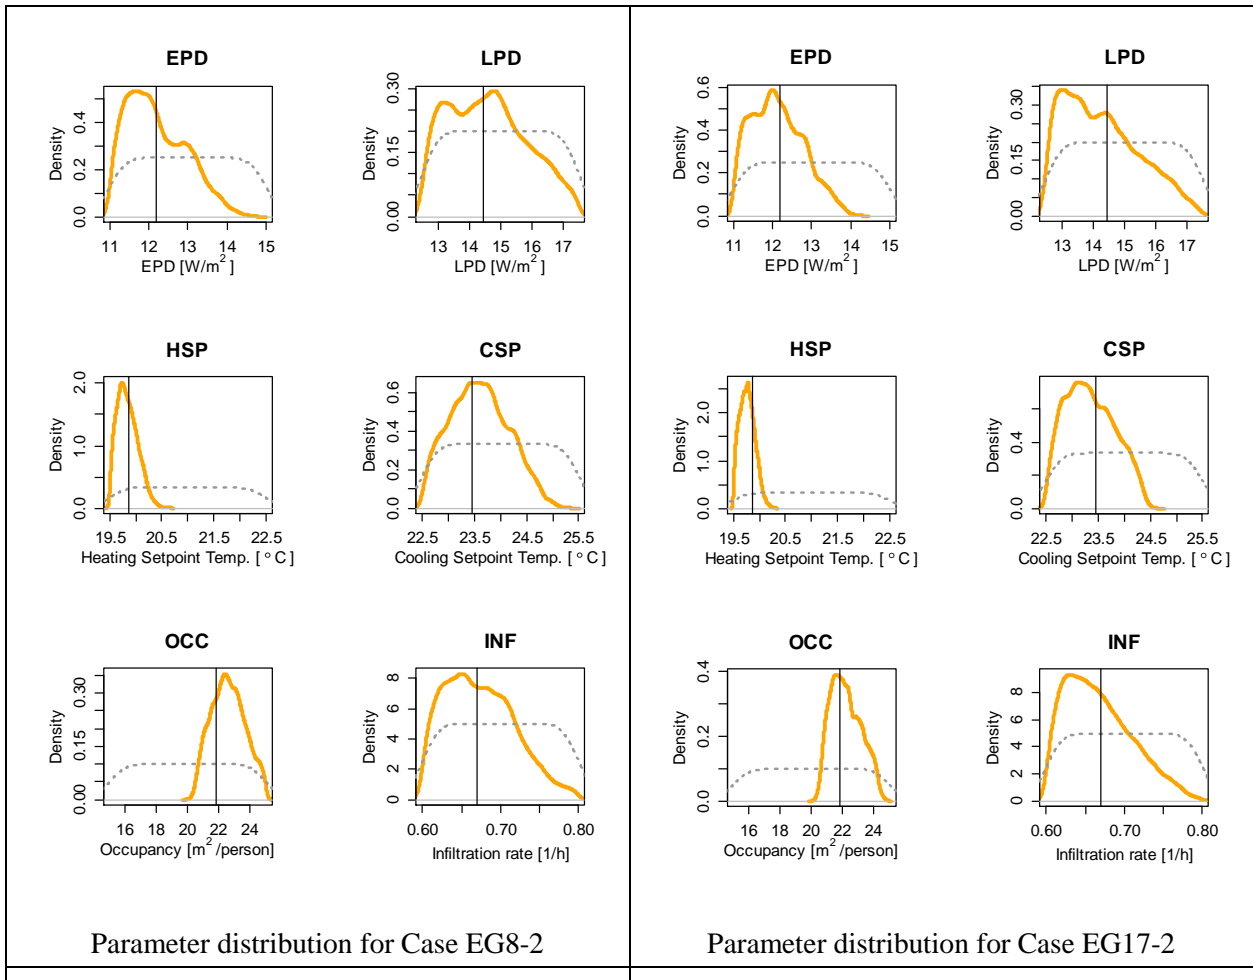 EPD
LPD
Density
0.0 0.2 0.4
11 12 13 14 15
EPD [W/m2 ]
Density
0.00 0.15 0.30
13 14 15 16 17
LPD [W/m2 ]
HSP
CSP
Density
0.0 1.0 2.0
19.5 20.5 21.5 22.5
Heating Setpoint Temp. [ ° C ]
Density
0.0 0.2 0.4 0.6
22.5 23.5 24.5 25.5
Cooling Setpoint Temp. [ ° C ]
OCC
INF
Density
0.00 0.15 0.30
16 18 20 22 24
Occupancy [m2 /person]
Density
0 2 4 6 8
0.60 0.70 0.80
Infiltration rate [1/h]
Parameter distribution for Case EG8-2
EPD
LPD
Density
0.0 0.2 0.4 0.6
11 12 13 14 15
EPD [W/m2 ]
Density
0.00 0.15 0.30
13 14 15 16 17
LPD [W/m2 ]
HSP
CSP
Density
0.0 1.0 2.0
19.5 20.5 21.5 22.5
Heating Setpoint Temp. [ ° C ]
Density
0.0 0.4
22.5 23.5 24.5 25.5
Cooling Setpoint Temp. [ ° C ]
OCC
INF
Density
0.0 0.2 0.4
16 18 20 22 24
Occupancy [m2 /person]
Density
0 2 4 6 8
0.60 0.70 0.80
Infiltration rate [1/h]
Parameter distribution for Case EG17-2